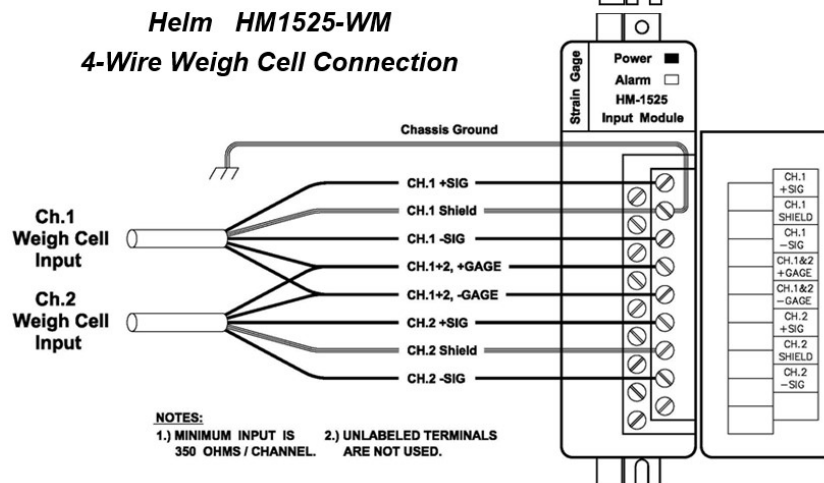 Helm HM1525-WM
4-Wire Weigh Cell Connection
Strain Gage
Power
Alarm
HM-1525
Input Module
Chassis Ground
Ch.1
Weigh Cell
Input
Ch.2
Weigh Cell
Input
CH.1 +SIG
CH.1 Shield
CH.1 -SIG
CH.1+2, +GAGE
CH.1+2, -GAGE
CH.2 +SIG
CH.2 Shield
CH.2 -SIG
CH.1
+SIG
CH.1
SHIELD
CH.1
−SIG
CH.1&2
+GAGE
CH.1&2
−GAGE
CH.2
+SIG
CH.2
SHIELD
CH.2
−SIG
NOTES:
1.) MINIMUM INPUT IS
350 OHMS / CHANNEL.
2.) UNLABELED TERMINALS
ARE NOT USED.